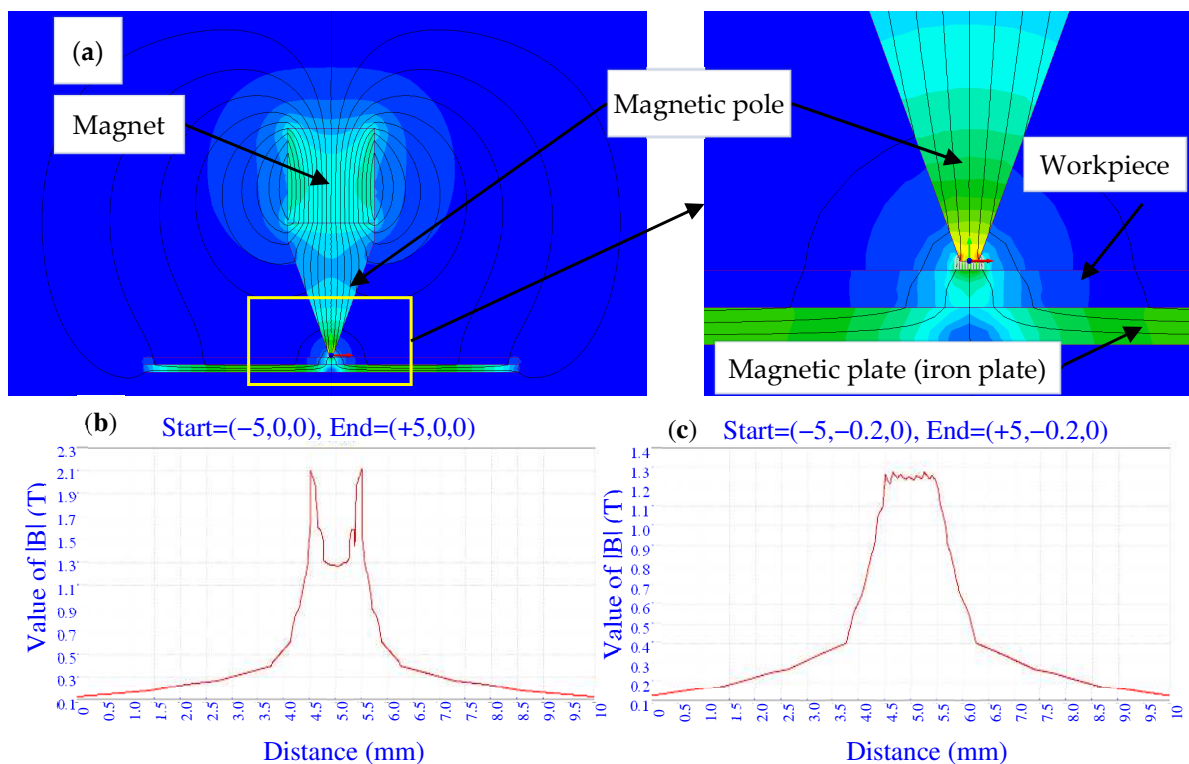 (a)
Magnet
Magnetic pole
Workpiece
Magnetic plate (iron plate)
(b) Start=(−5,0,0), End=(+5,0,0)
Value of |B| (T)
2.3
2.1
1.9
1.7
1.5
1.3
1.1
0.9
0.7
0.5
0.3
0.1
0 0.5 1.5 2.0 2.5 3.0 3.5 4.0 4.5 5.0 5.5 6.0 6.5 7.0 7.5 8.0 8.5 9.0 9.5 10
Distance (mm)
(c) Start=(−5,−0.2,0), End=(+5,−0.2,0)
Value of |B| (T)
1.4
1.3
1.2
1.1
1.0
0.9
0.8
0.7
0.6
0.5
0.4
0.3
0.2
0.1
0 0.5 1.0 1.5 2.0 2.5 3.0 3.5 4.0 4.5 5.0 5.5 6.0 6.5 7.0 7.5 8.0 8.5 9.0 9.5 10
Distance (mm)